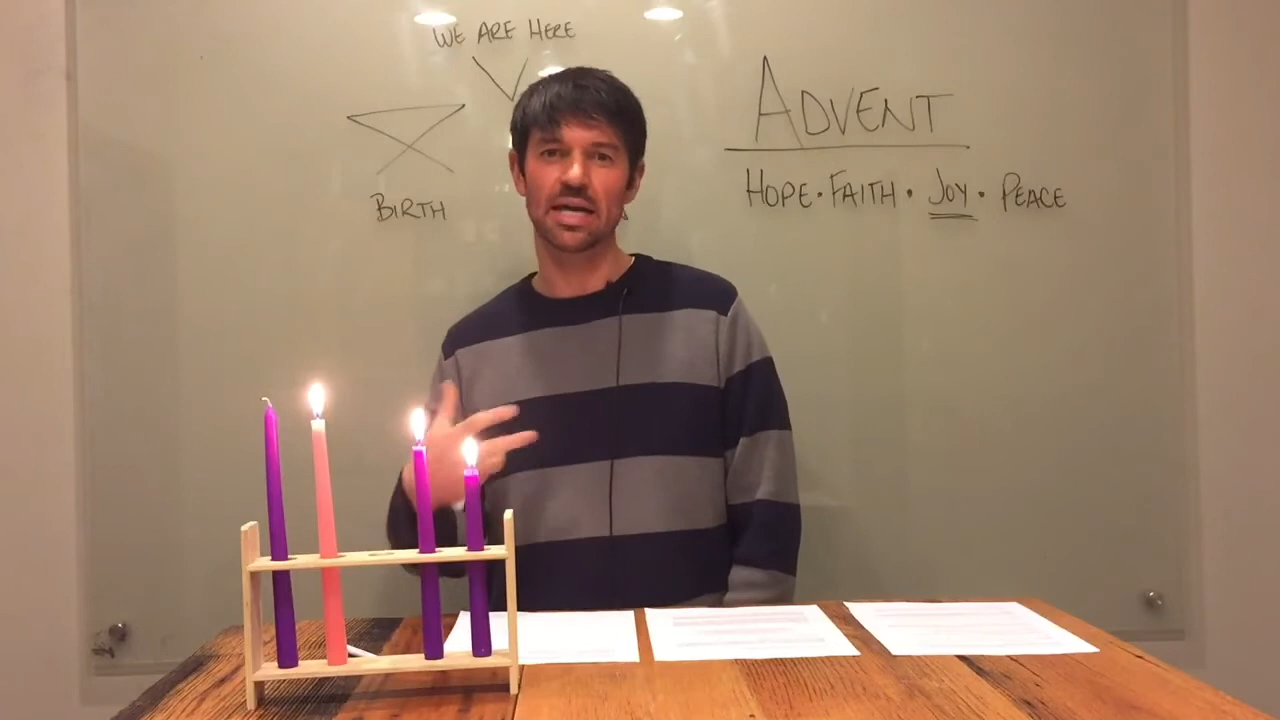 WE ARE HERE
BIRTH
ADVENT
HOPE · FAITH · JOY · PEACE